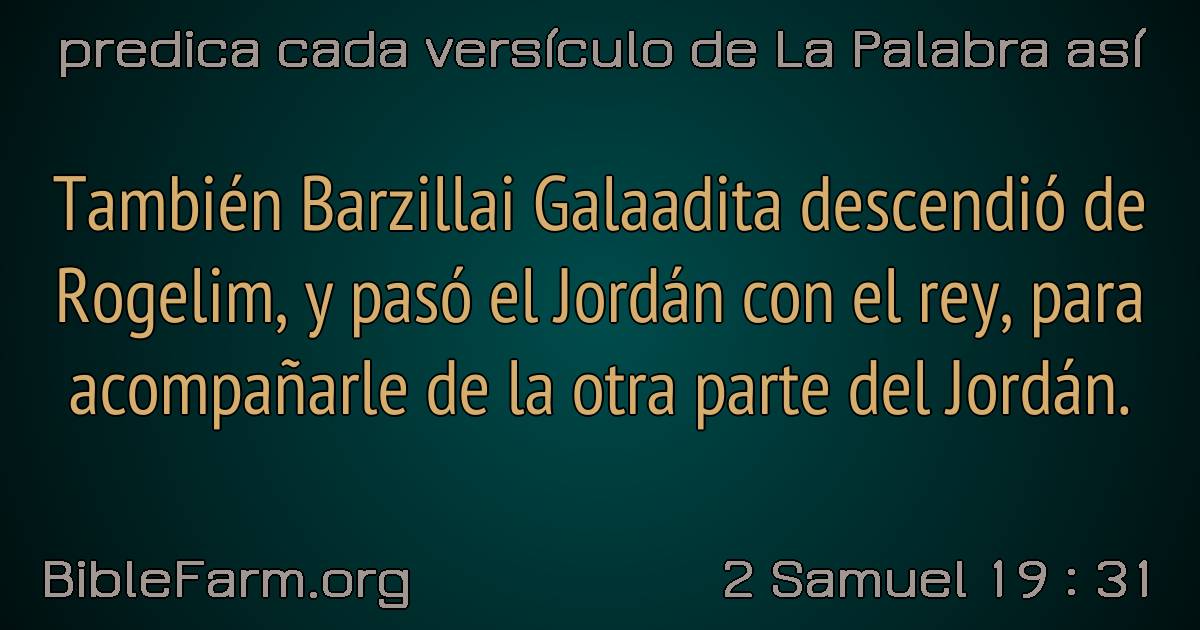 predica cada versículo de La Palabra así
También Barzillai Galaadita descendió de
Rogelim, y pasó el Jordán con el rey, para
acompañarle de la otra parte del Jordán.
BibleFarm.org
2 Samuel 19 : 31